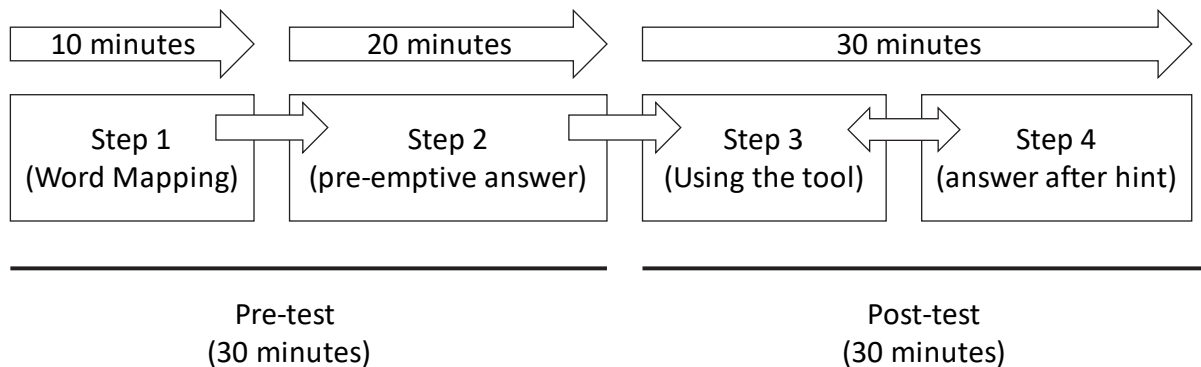 10 minutes
20 minutes
30 minutes
Step 1
(Word Mapping)
Step 2
(pre-emptive answer)
Step 3
(Using the tool)
Step 4
(answer after hint)
Pre-test
(30 minutes)
Post-test
(30 minutes)